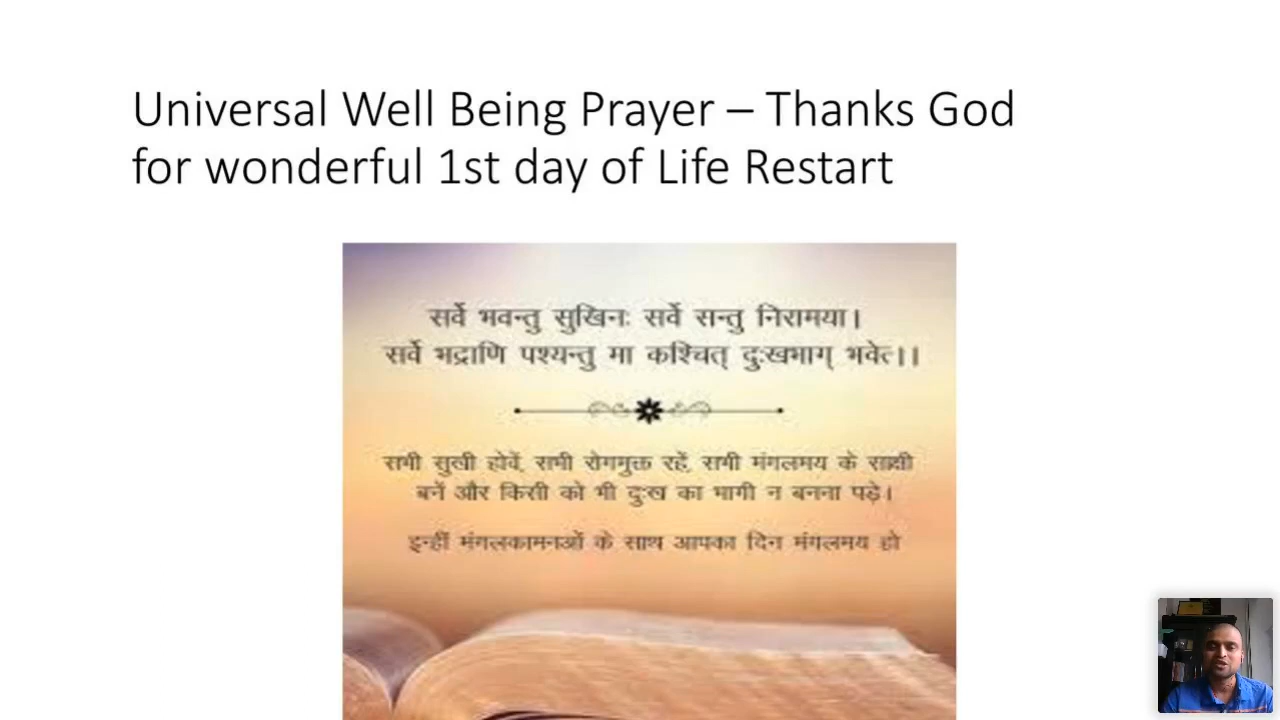 Universal Well Being Prayer – Thanks God
for wonderful 1st day of Life Restart
सर्वे भवन्तु सुखिनः सर्वे सन्तु निरामया।
सर्वे भद्राणि पश्यन्तु मा कश्चित् दुःखभाग् भवेत।।
सभी सुखी होवें, सभी रोगमुक्त रहें, सभी मंगलमय के साक्षी
बनें और किसी को भी दुःख का भागी न बनना पढ़े।
इन्हीं मंगलकामनओं के साथ आपका दिन मंगलमय हो